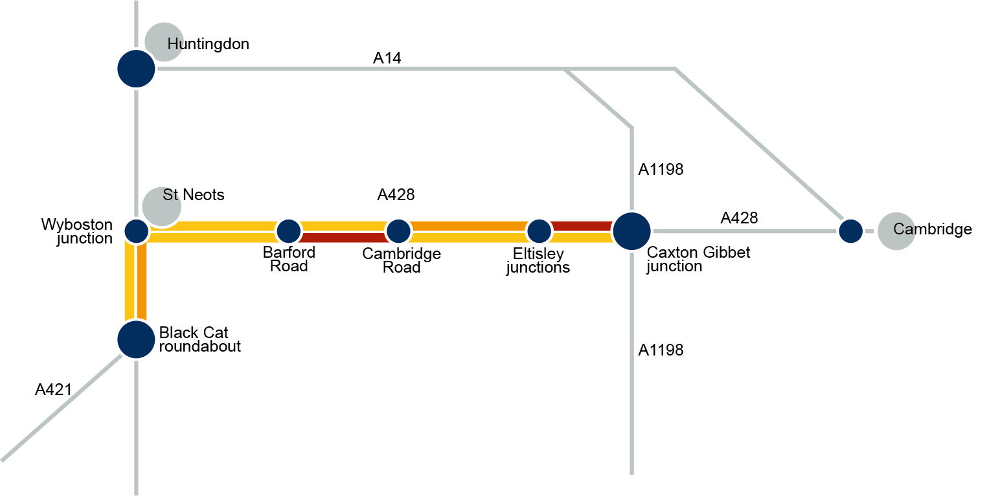 Huntingdon
A14
A1198
St Neots
A428
A428
Wyboston
junction
Cambridge
Barford
Road
Cambridge
Road
Eltisley
junctions
Caxton Gibbet
junction
Black Cat
roundabout
A1198
A421